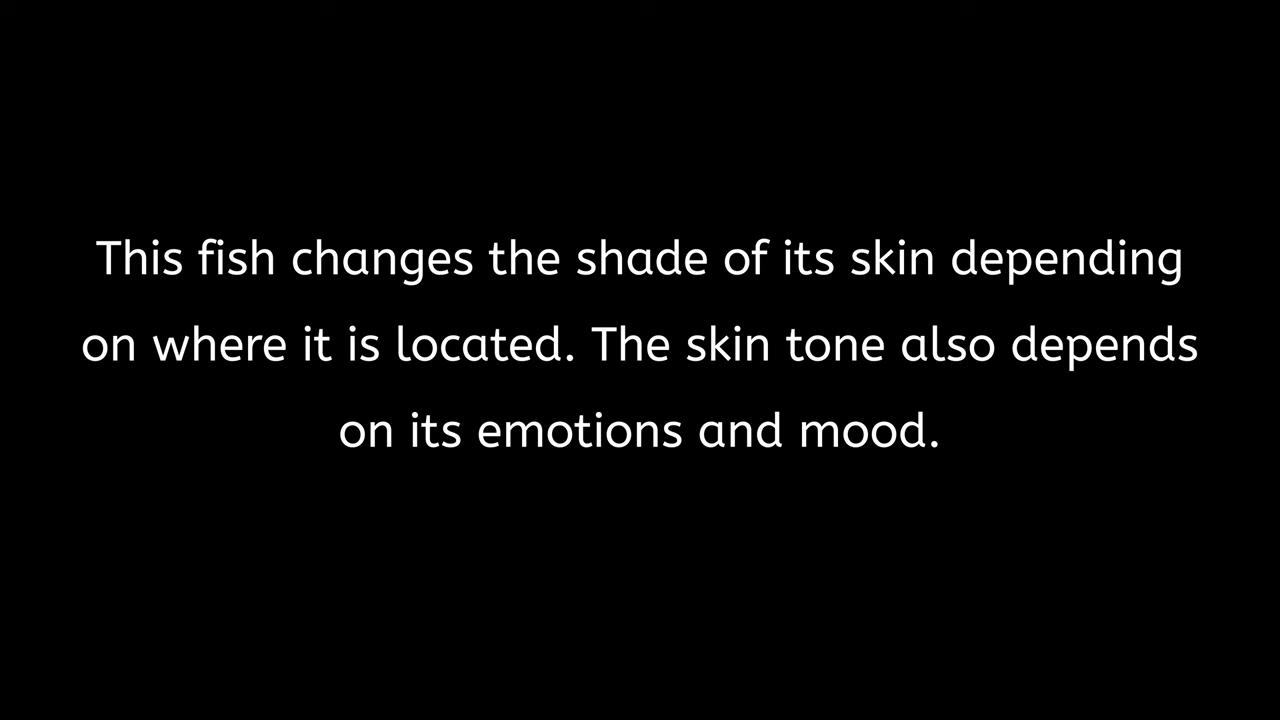 This fish changes the shade of its skin depending
on where it is located. The skin tone also depends
on its emotions and mood.